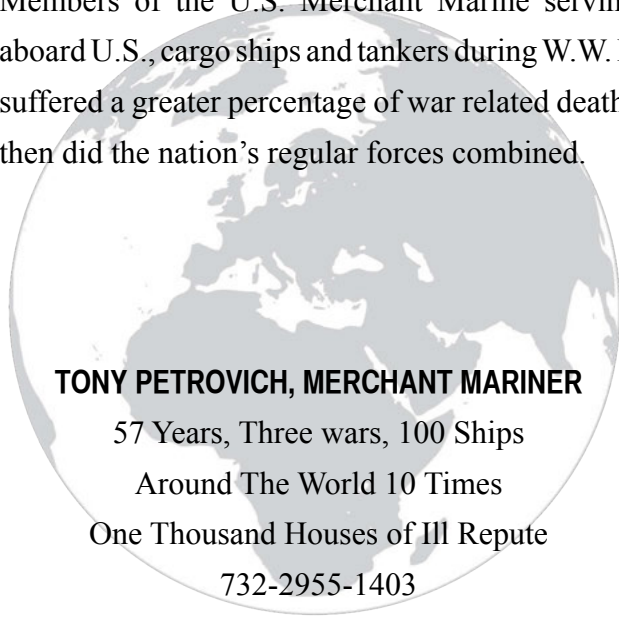 Members of the U.S. Merchant Marine servin
aboard U.S., cargo ships and tankers during W.W.
suffered a greater percentage of war related death
then did the nation’s regular forces combined.
TONY PETROVICH, MERCHANT MARINER
57 Years, Three wars, 100 Ships
Around The World 10 Times
One Thousand Houses of Ill Repute
732-2955-1403